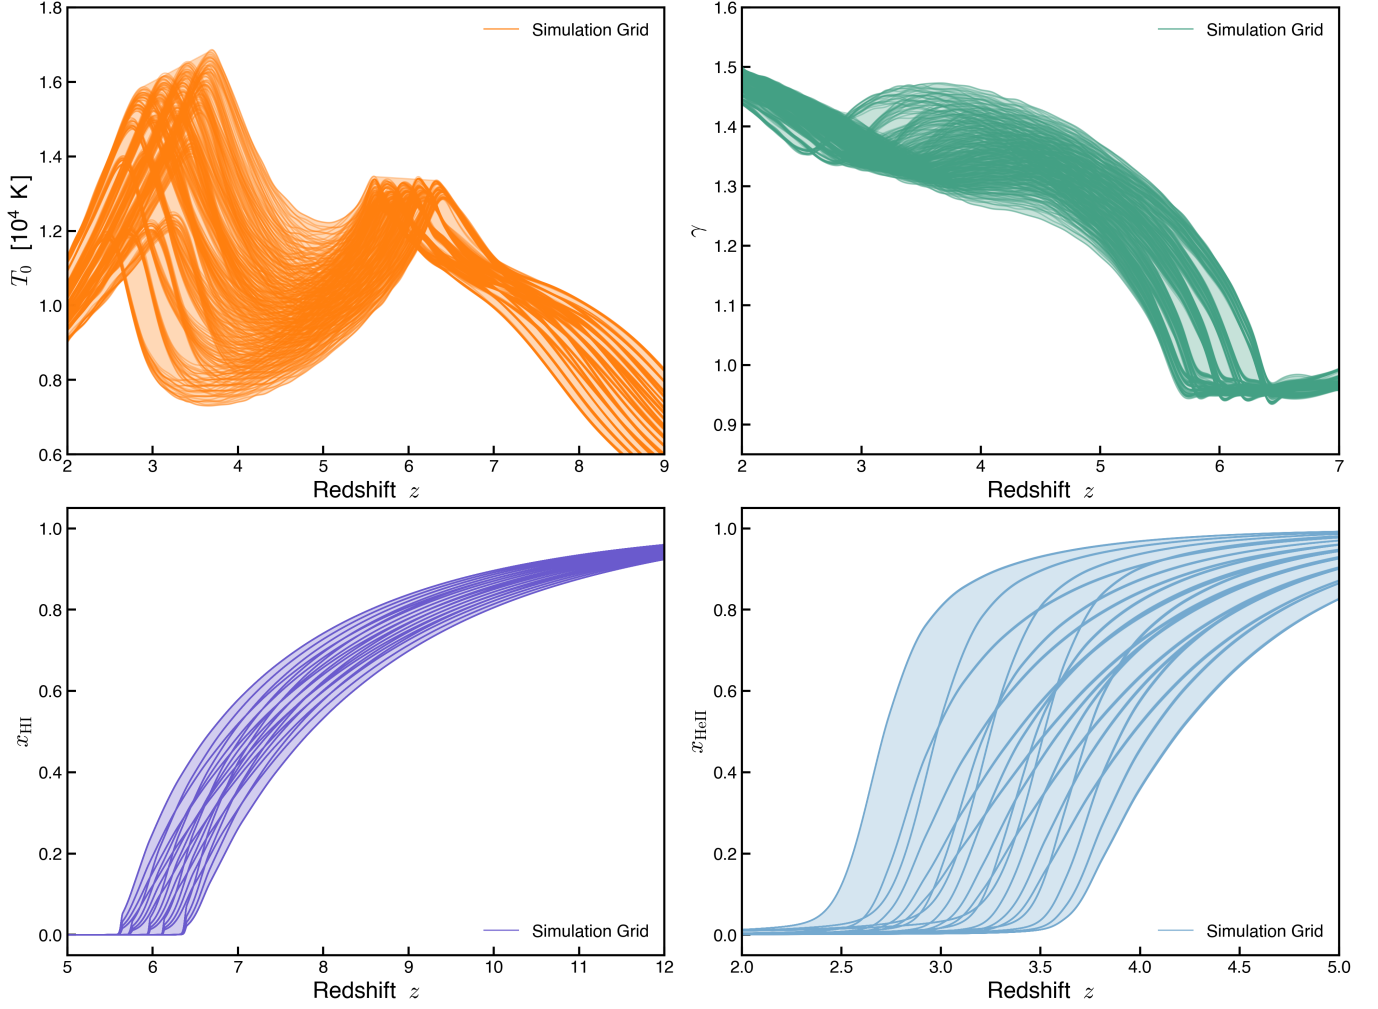 1.8
1.6
1.4
1.2
1.0
0.8
0.6
T₀ [10⁴ K]
Simulation Grid
2 3 4 5 6 7 8 9
Redshift z
1.6
1.5
1.4
1.3
1.2
1.1
1.0
0.9
γ
Simulation Grid
2 3 4 5 6 7
Redshift z
1.0
0.8
0.6
0.4
0.2
0.0
x_HI
Simulation Grid
5 6 7 8 9 10 11 12
Redshift z
1.0
0.8
0.6
0.4
0.2
0.0
x_HeII
Simulation Grid
2.0 2.5 3.0 3.5 4.0 4.5 5.0
Redshift z